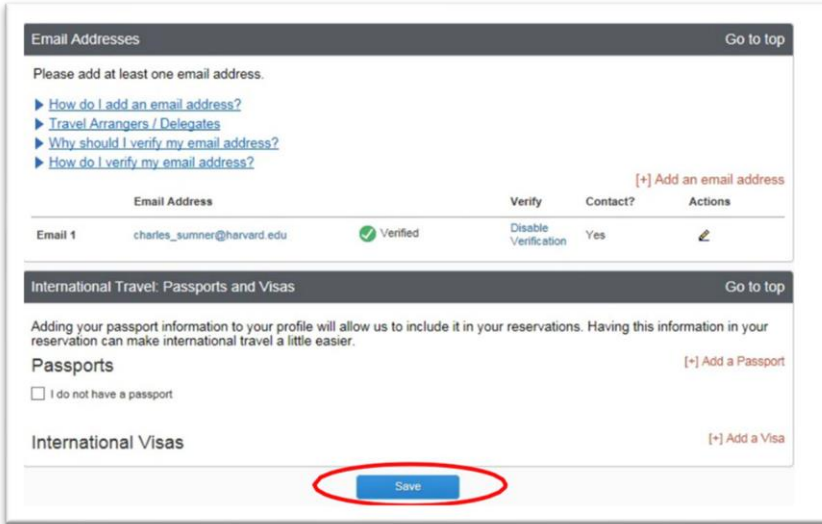 Email Addresses Go to top
Please add at least one email address.
How do I add an email address?
Travel Arrangers / Delegates
Why should I verify my email address?
How do I verify my email address?
[+] Add an email address
Email Address Verify Contact? Actions
Email 1 charles_sumner@harvard.edu Verified Disable Verification Yes
International Travel: Passports and Visas Go to top
Adding your passport information to your profile will allow us to include it in your reservations. Having this information in your
reservation can make international travel a little easier.
Passports [+] Add a Passport
I do not have a passport
International Visas [+] Add a Visa
Save